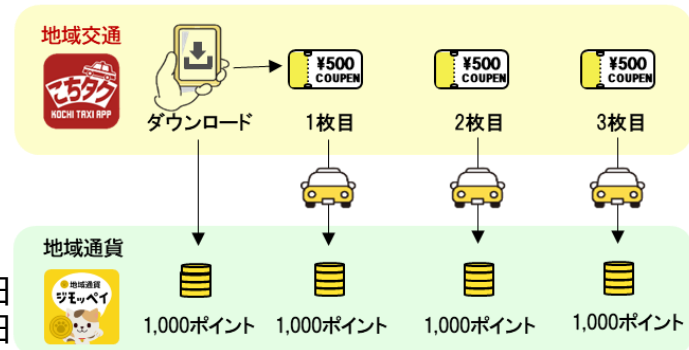 地域交通
こちタク
KOCHI TAXI APP
ダウンロード
¥500
COUPEN
1枚目
¥500
COUPEN
2枚目
¥500
COUPEN
3枚目
地域通貨
地域通貨
ジモッペイ
1,000ポイント
1,000ポイント
1,000ポイント
1,000ポイント